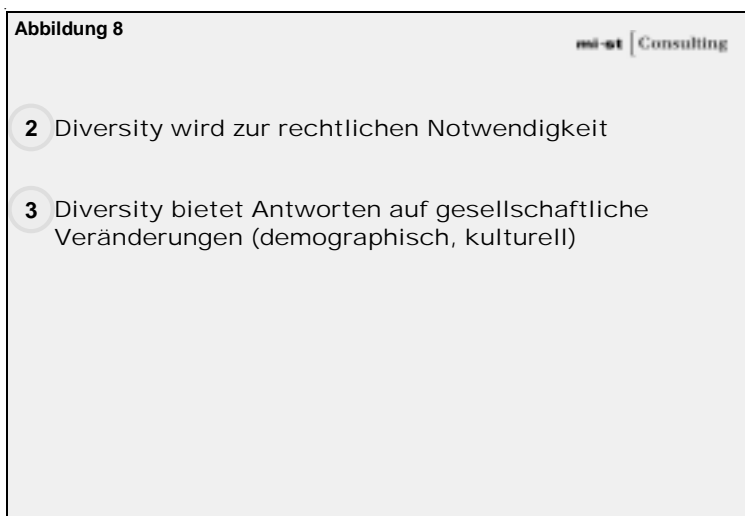 Abbildung 8
mi-st [Consulting
2 Diversity wird zur rechtlichen Notwendigkeit
3 Diversity bietet Antworten auf gesellschaftliche
Veränderungen (demographisch, kulturell)